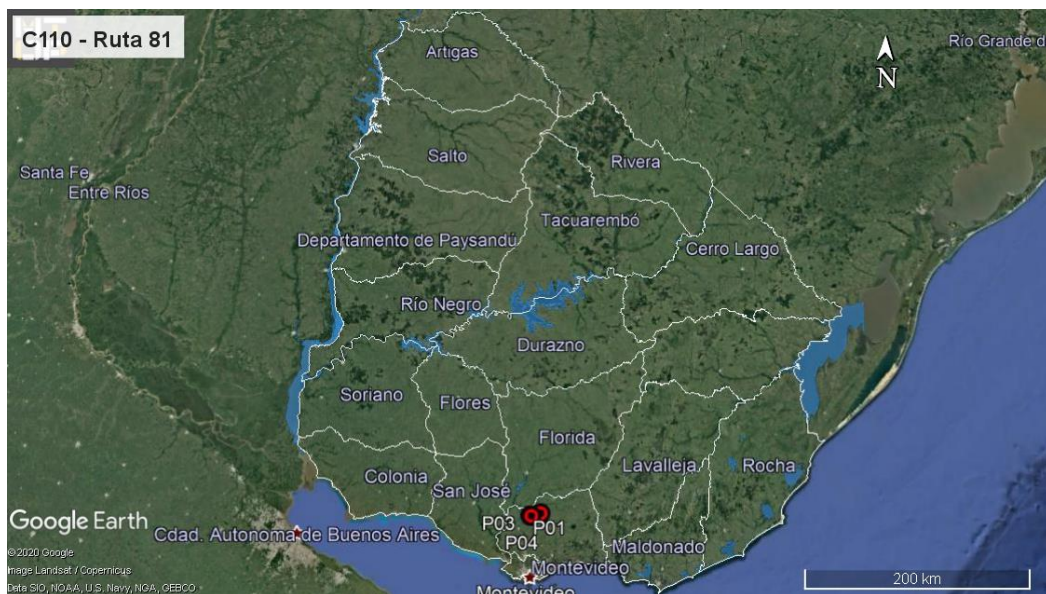 C110 - Ruta 81
N
Artigas
Río Grande d
Salto
Rivera
Santa Fe
Entre Ríos
Tacuarembó
Departamento de Paysandú
Cerro Largo
Río Negro
Durazno
Soriano
Flores
Florida
Lavalleja
Rocha
Colonia
San José
P03
P01
P04
Google Earth
Cdad. Autonoma de Buenos Aires
Maldonado
Montevideo
Montevideo
©2020 Google
Image Landsat / Copernicus
Data SIO, NOAA, U.S. Navy, NGA, GEBCO
200 km